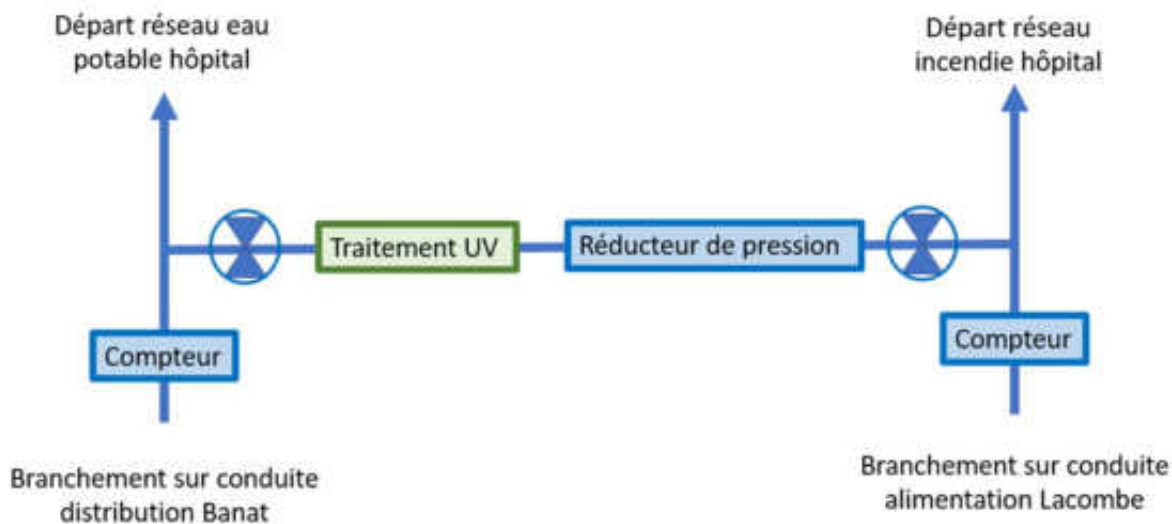 Départ réseau eau
potable hôpital
Départ réseau
incendie hôpital
Traitement UV
Réducteur de pression
Compteur
Compteur
Branchement sur conduite
distribution Banat
Branchement sur conduite
alimentation Lacombe